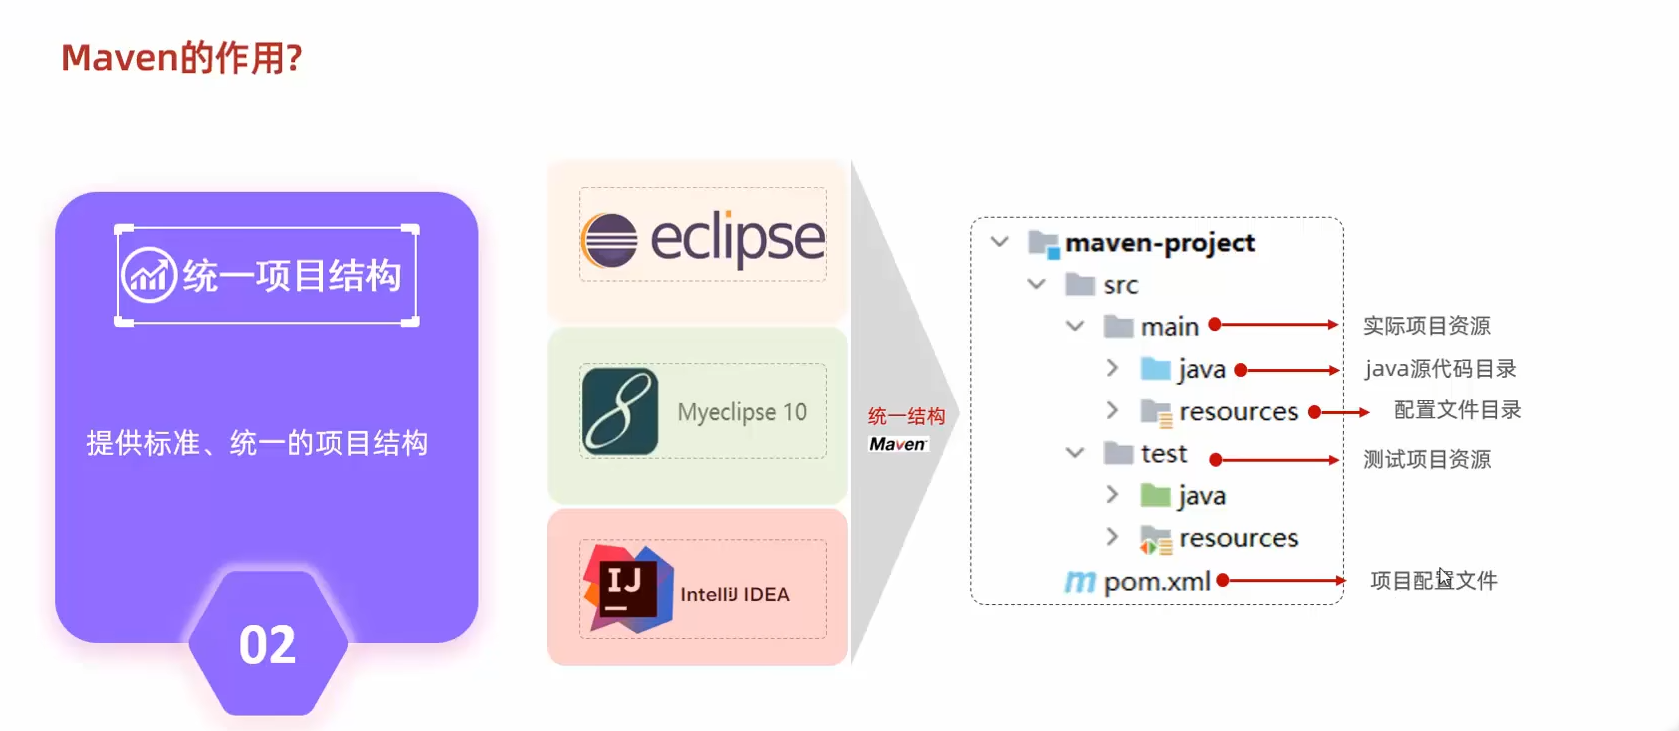 Maven的作用?
统一项目结构
提供标准、统一的项目结构
02
eclipse
Myeclipse 10
IJ
IntelliJ IDEA
统一结构
Maven
maven-project
src
main
实际项目资源
java
java源代码目录
resources
配置文件目录
test
测试项目资源
java
resources
pom.xml
项目配置文件